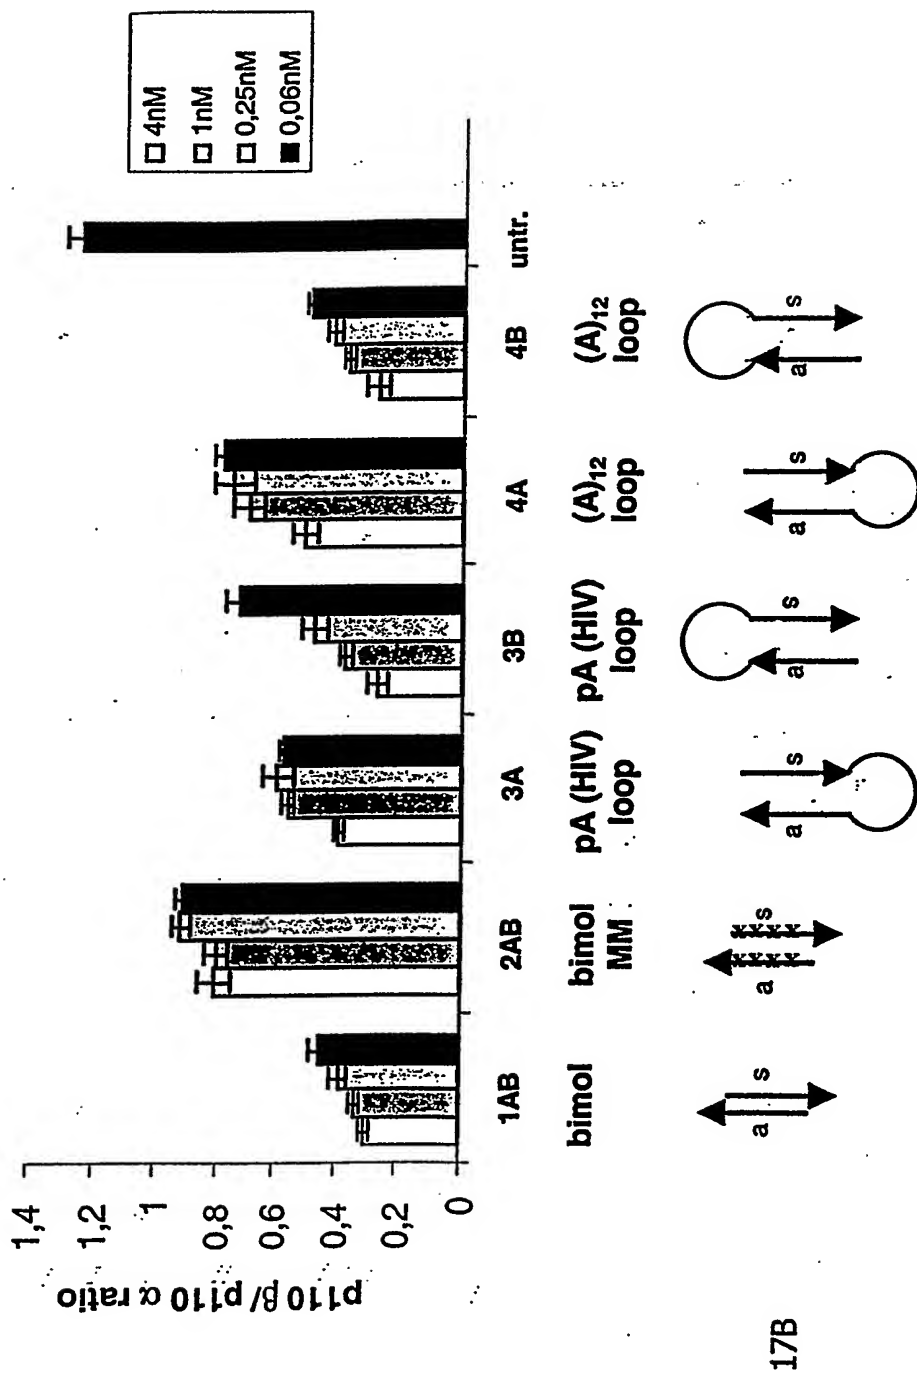 4nM
1nM
0,25nM
0,06nM
p110 β/ p110 α ratio
1,4
1,2
1
0,8
0,6
0,4
0,2
0
1AB
2AB
3A
3B
4A
4B
untr.
bimol
bimol
MM
pA (HIV)
loop
pA (HIV)
loop
(A)12
loop
(A)12
loop
a
s
a
s
a
s
a
s
a
s
a
s
17B